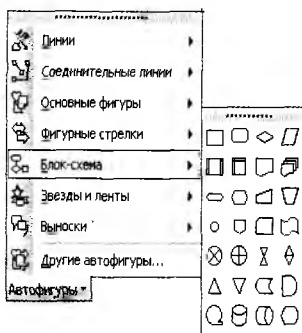 Линии
Соединительные линии
Основные фигуры
Фигурные стрелки
Блок-схема
Звезды и ленты
Выноски
Другие автофигуры...
Автофигуры